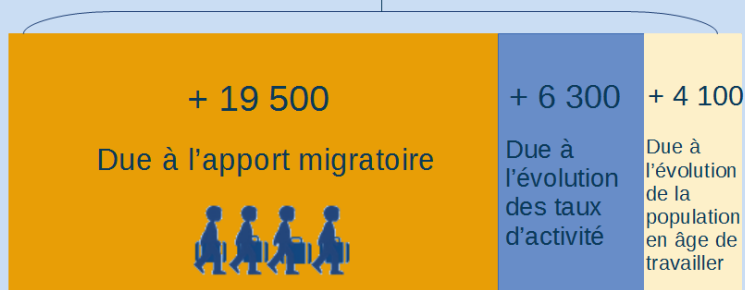 + 19 500
Due à l’apport migratoire
+ 6 300
Due à
l’évolution
des taux
d’activité
+ 4 100
Due à
l’évolution
de la
population
en âge de
travailler